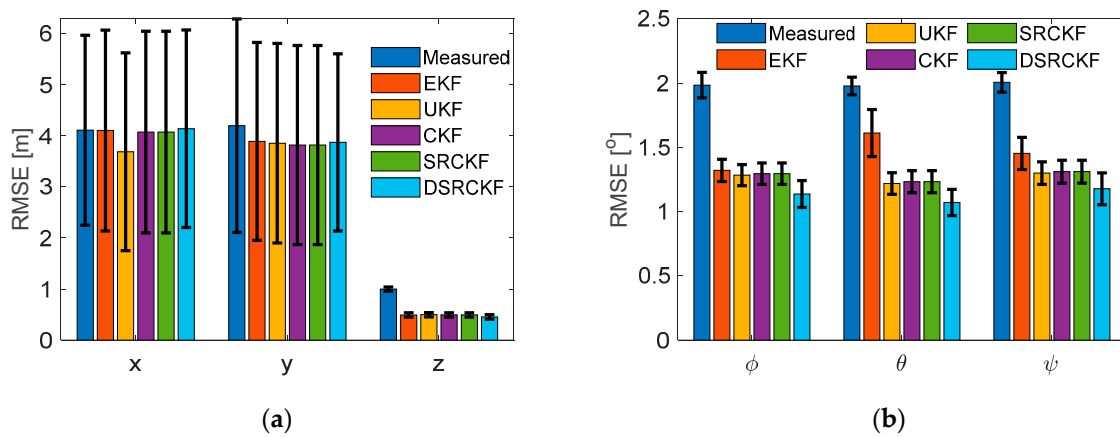 RMSE [m]
6
5
4
3
2
1
0
Measured
EKF
UKF
CKF
SRCKF
DSRCKF
x y z
(a)
RMSE [°]
2.5
2
1.5
1
0.5
0
Measured UKF SRCKF
EKF CKF DSRCKF
ϕ θ ψ
(b)